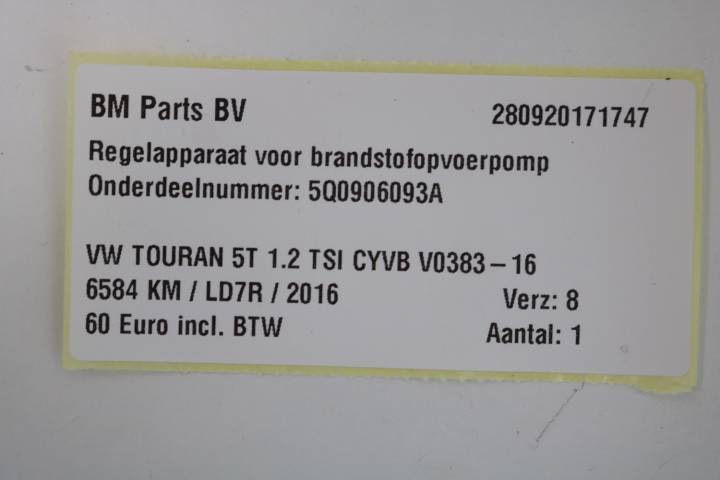 BM Parts BV 280920171747
Regelapparaat voor brandstofopvoerpomp
Onderdeelnummer: 5Q0906093A
VW TOURAN 5T 1.2 TSI CYVB V0383-16
6584 KM / LD7R / 2016 Verz: 8
60 Euro incl. BTW Aantal: 1